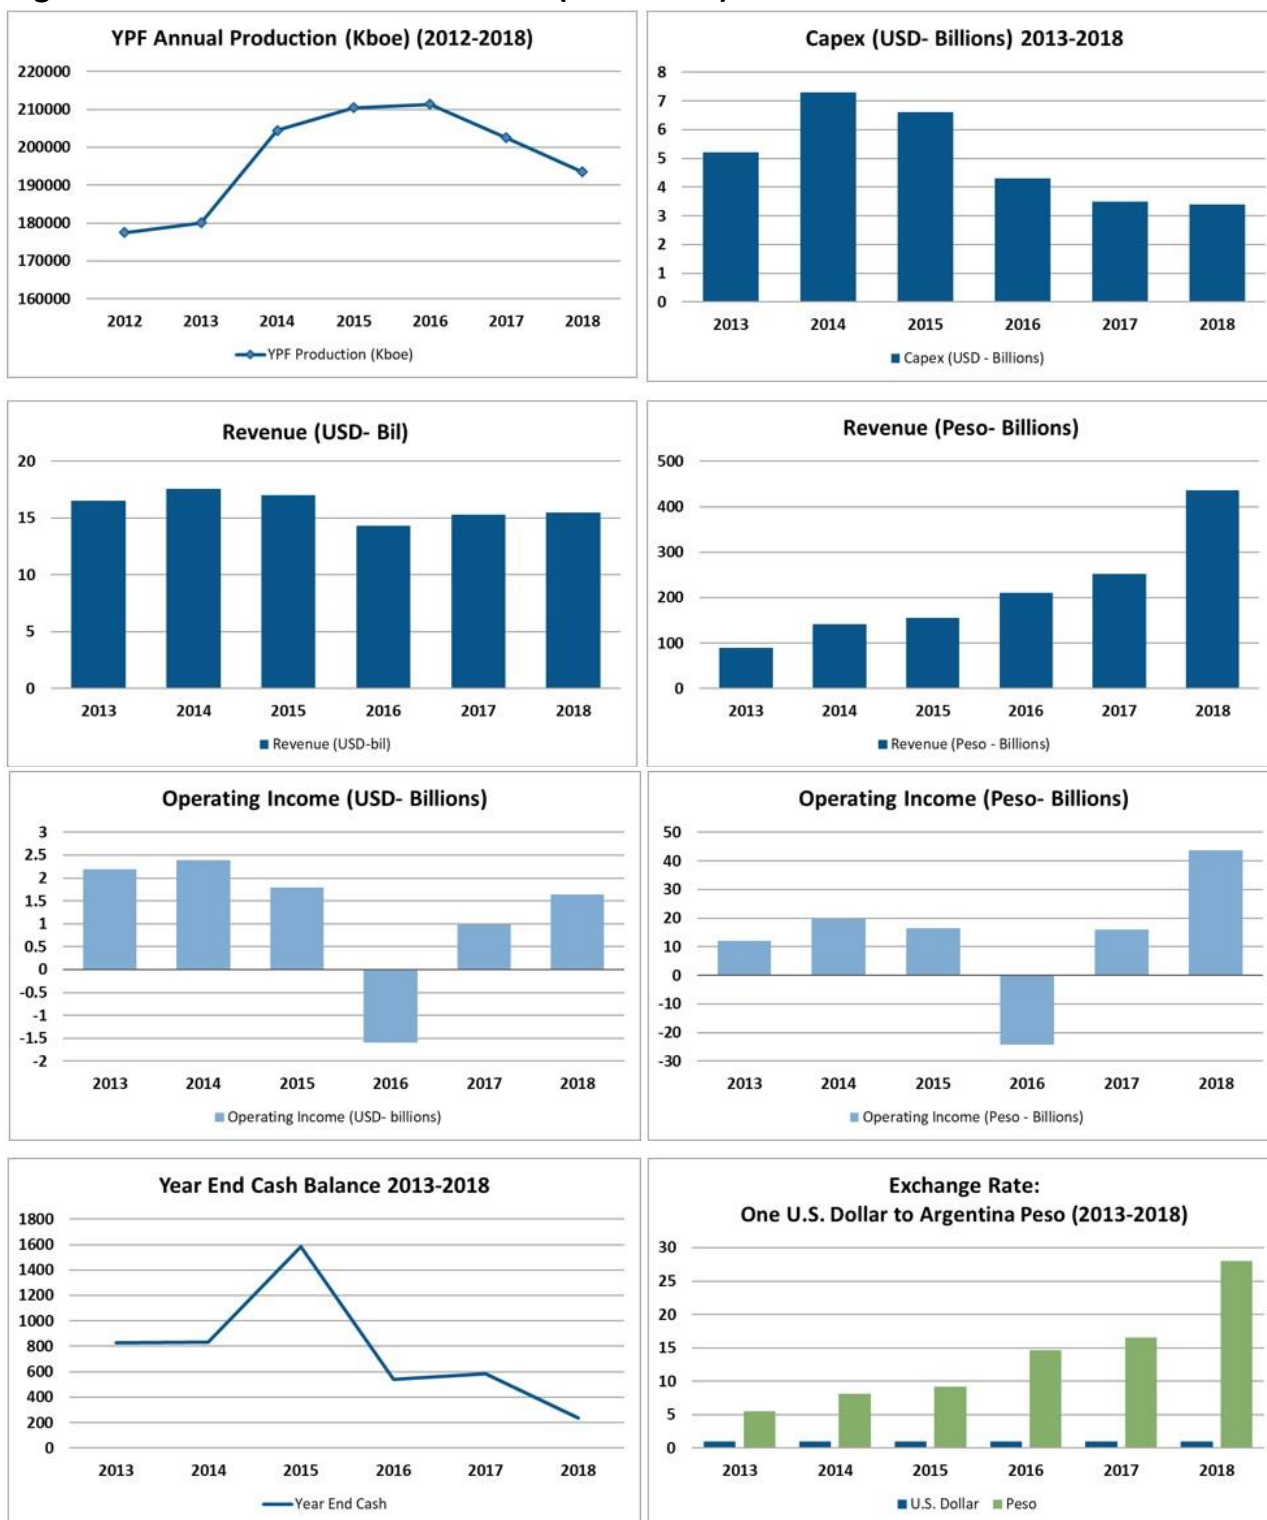 YPF Annual Production (Kboe) (2012-2018)
220000
210000
200000
190000
180000
170000
160000
2012 2013 2014 2015 2016 2017 2018
YPF Production (Kboe)
Capex (USD- Billions) 2013-2018
8
7
6
5
4
3
2
1
0
2013 2014 2015 2016 2017 2018
Capex (USD - Billions)
Revenue (USD- Bil)
20
15
10
5
0
2013 2014 2015 2016 2017 2018
Revenue (USD-bil)
Revenue (Peso- Billions)
500
400
300
200
100
0
2013 2014 2015 2016 2017 2018
Revenue (Peso - Billions)
Operating Income (USD- Billions)
3
2.5
2
1.5
1
0.5
0
-0.5
-1
-1.5
-2
2013 2014 2015 2016 2017 2018
Operating Income (USD- billions)
Operating Income (Peso- Billions)
50
40
30
20
10
0
-10
-20
-30
2013 2014 2015 2016 2017 2018
Operating Income (Peso - Billions)
Year End Cash Balance 2013-2018
1800
1600
1400
1200
1000
800
600
400
200
0
2013 2014 2015 2016 2017 2018
Year End Cash
Exchange Rate:
One U.S. Dollar to Argentina Peso (2013-2018)
30
25
20
15
10
5
0
2013 2014 2015 2016 2017 2018
U.S. Dollar Peso